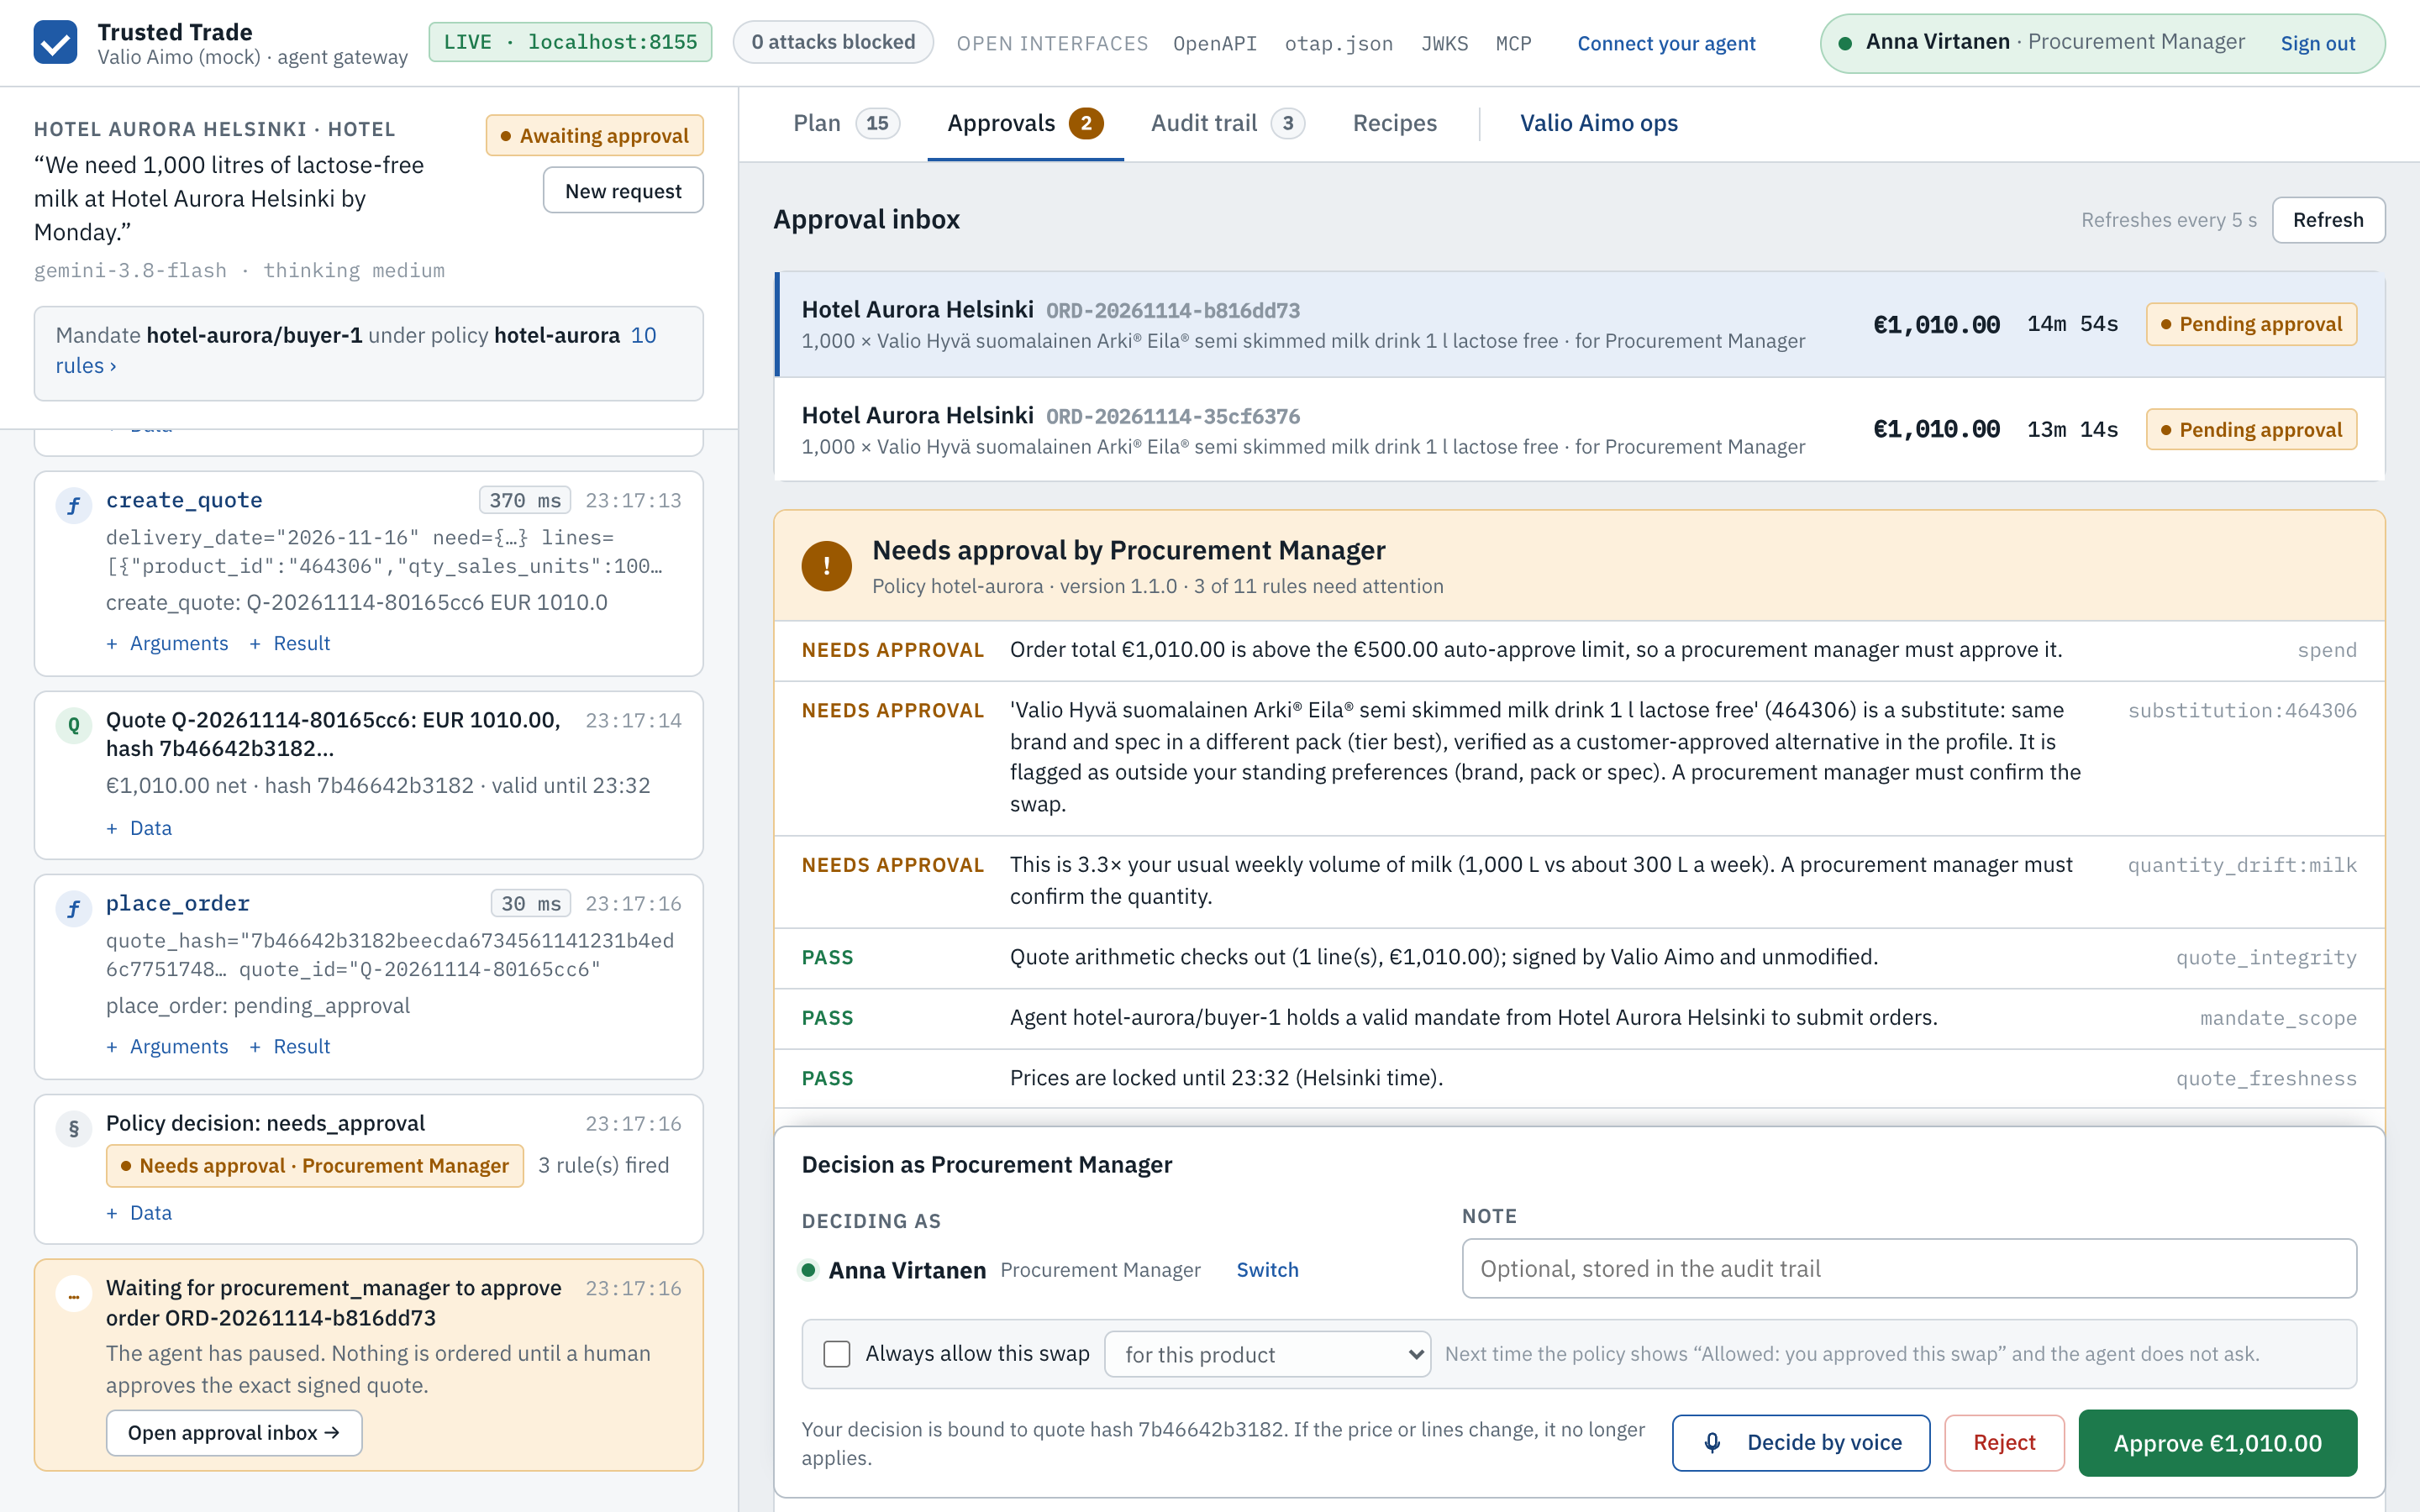 Trusted Trade
Valio Aimo (mock) · agent gateway
LIVE · localhost:8155
0 attacks blocked
OPEN INTERFACES OpenAPI otap.json JWKS MCP
Connect your agent
Anna Virtanen · Procurement Manager Sign out
HOTEL AURORA HELSINKI · HOTEL
Awaiting approval
“We need 1,000 litres of lactose-free
milk at Hotel Aurora Helsinki by
Monday.”
New request
gemini-3.8-flash · thinking medium
Mandate hotel-aurora/buyer-1 under policy hotel-aurora 10
rules ›
+ Data
create_quote 370 ms 23:17:13
delivery_date="2026-11-16" need={…} lines=
[{"product_id":"464306","qty_sales_units":100…
create_quote: Q-20261114-80165cc6 EUR 1010.0
+ Arguments + Result
Q
Quote Q-20261114-80165cc6: EUR 1010.00, 23:17:14
hash 7b46642b3182…
€1,010.00 net · hash 7b46642b3182 · valid until 23:32
+ Data
place_order 30 ms 23:17:16
quote_hash="7b46642b3182beecda6734561141231b4ed
6c7751748… quote_id="Q-20261114-80165cc6"
place_order: pending_approval
+ Arguments + Result
§
Policy decision: needs_approval 23:17:16
Needs approval · Procurement Manager 3 rule(s) fired
+ Data
…
Waiting for procurement_manager to approve 23:17:16
order ORD-20261114-b816dd73
The agent has paused. Nothing is ordered until a human
approves the exact signed quote.
Open approval inbox →
Plan 15 Approvals 2 Audit trail 3 Recipes Valio Aimo ops
Approval inbox
Refreshes every 5 s Refresh
Hotel Aurora Helsinki ORD-20261114-b816dd73
1,000 × Valio Hyvä suomalainen Arki® Eila® semi skimmed milk drink 1 l lactose free · for Procurement Manager
€1,010.00 14m 54s Pending approval
Hotel Aurora Helsinki ORD-20261114-35cf6376
1,000 × Valio Hyvä suomalainen Arki® Eila® semi skimmed milk drink 1 l lactose free · for Procurement Manager
€1,010.00 13m 14s Pending approval
!
Needs approval by Procurement Manager
Policy hotel-aurora · version 1.1.0 · 3 of 11 rules need attention
NEEDS APPROVAL Order total €1,010.00 is above the €500.00 auto-approve limit, so a procurement manager must approve it. spend
NEEDS APPROVAL 'Valio Hyvä suomalainen Arki® Eila® semi skimmed milk drink 1 l lactose free' (464306) is a substitute: same substitution:464306
brand and spec in a different pack (tier best), verified as a customer-approved alternative in the profile. It is
flagged as outside your standing preferences (brand, pack or spec). A procurement manager must confirm the
swap.
NEEDS APPROVAL This is 3.3× your usual weekly volume of milk (1,000 L vs about 300 L a week). A procurement manager must quantity_drift:milk
confirm the quantity.
PASS Quote arithmetic checks out (1 line(s), €1,010.00); signed by Valio Aimo and unmodified. quote_integrity
PASS Agent hotel-aurora/buyer-1 holds a valid mandate from Hotel Aurora Helsinki to submit orders. mandate_scope
PASS Prices are locked until 23:32 (Helsinki time). quote_freshness
Decision as Procurement Manager
DECIDING AS
Anna Virtanen Procurement Manager Switch
NOTE
Optional, stored in the audit trail
Always allow this swap for this product Next time the policy shows “Allowed: you approved this swap” and the agent does not ask.
Your decision is bound to quote hash 7b46642b3182. If the price or lines change, it no longer
applies.
Decide by voice Reject Approve €1,010.00